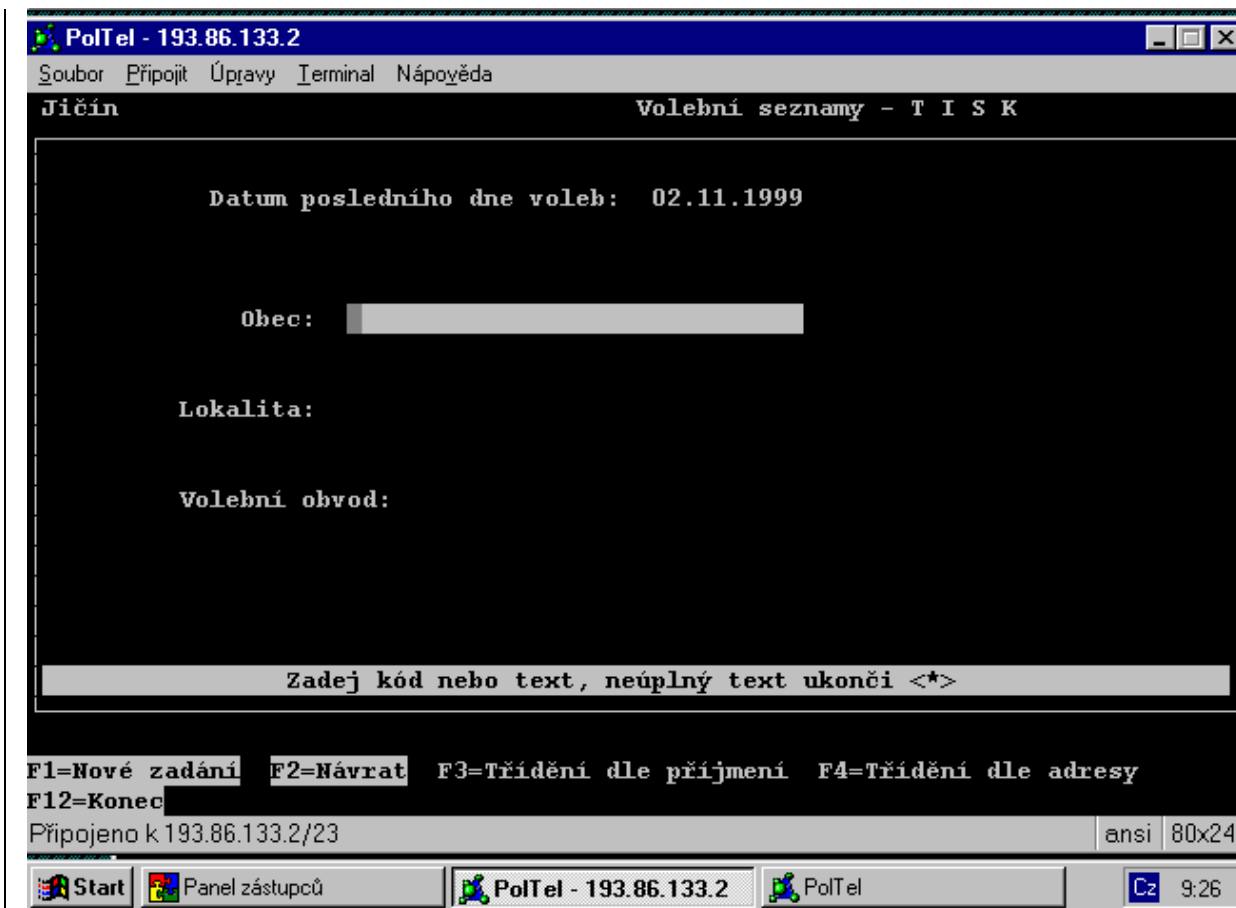 PolTel - 193.86.133.2
Soubor Připojit Úpravy Terminal Nápověda
Jičín Volební seznamy - T I S K
Datum posledního dne voleb: 02.11.1999
Obec:
Lokalita:
Volební obvod:
Zadej kód nebo text, neúplný text ukonči <*>
F1=Nové zadání F2=Návrat F3=Třídění dle příjmení F4=Třídění dle adresy
F12=Konec
Připojeno k 193.86.133.2/23 ansi 80x24
Start Panel zástupců PolTel - 193.86.133.2 PolTel Cz 9:26